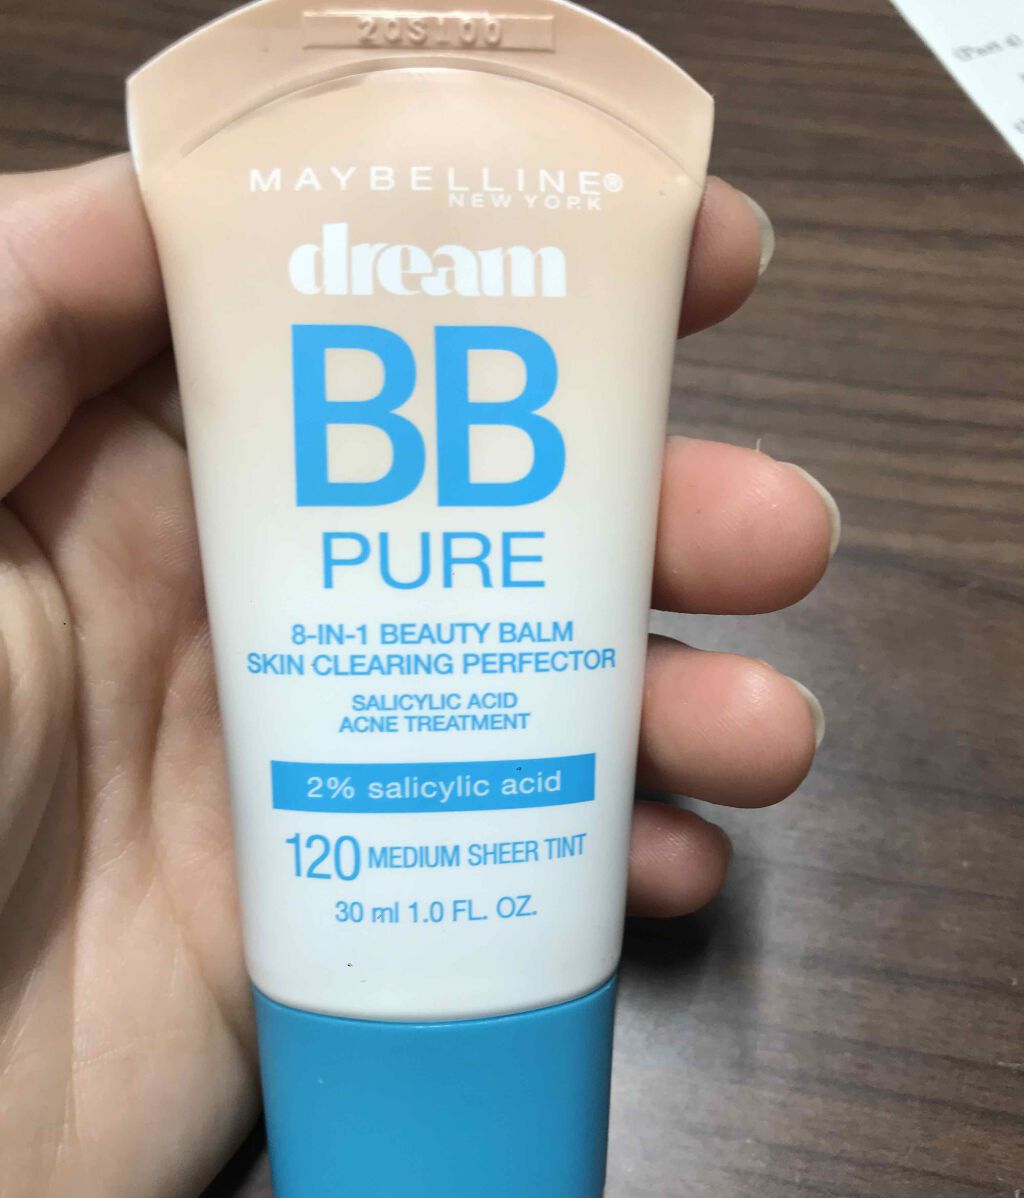 20S100
MAYBELLINE®
NEW YORK
dream
BB
PURE
8-IN-1 BEAUTY BALM
SKIN CLEARING PERFECTOR
SALICYLIC ACID
ACNE TREATMENT
2% salicylic acid
120 MEDIUM SHEER TINT
30 ml 1.0 FL. OZ.